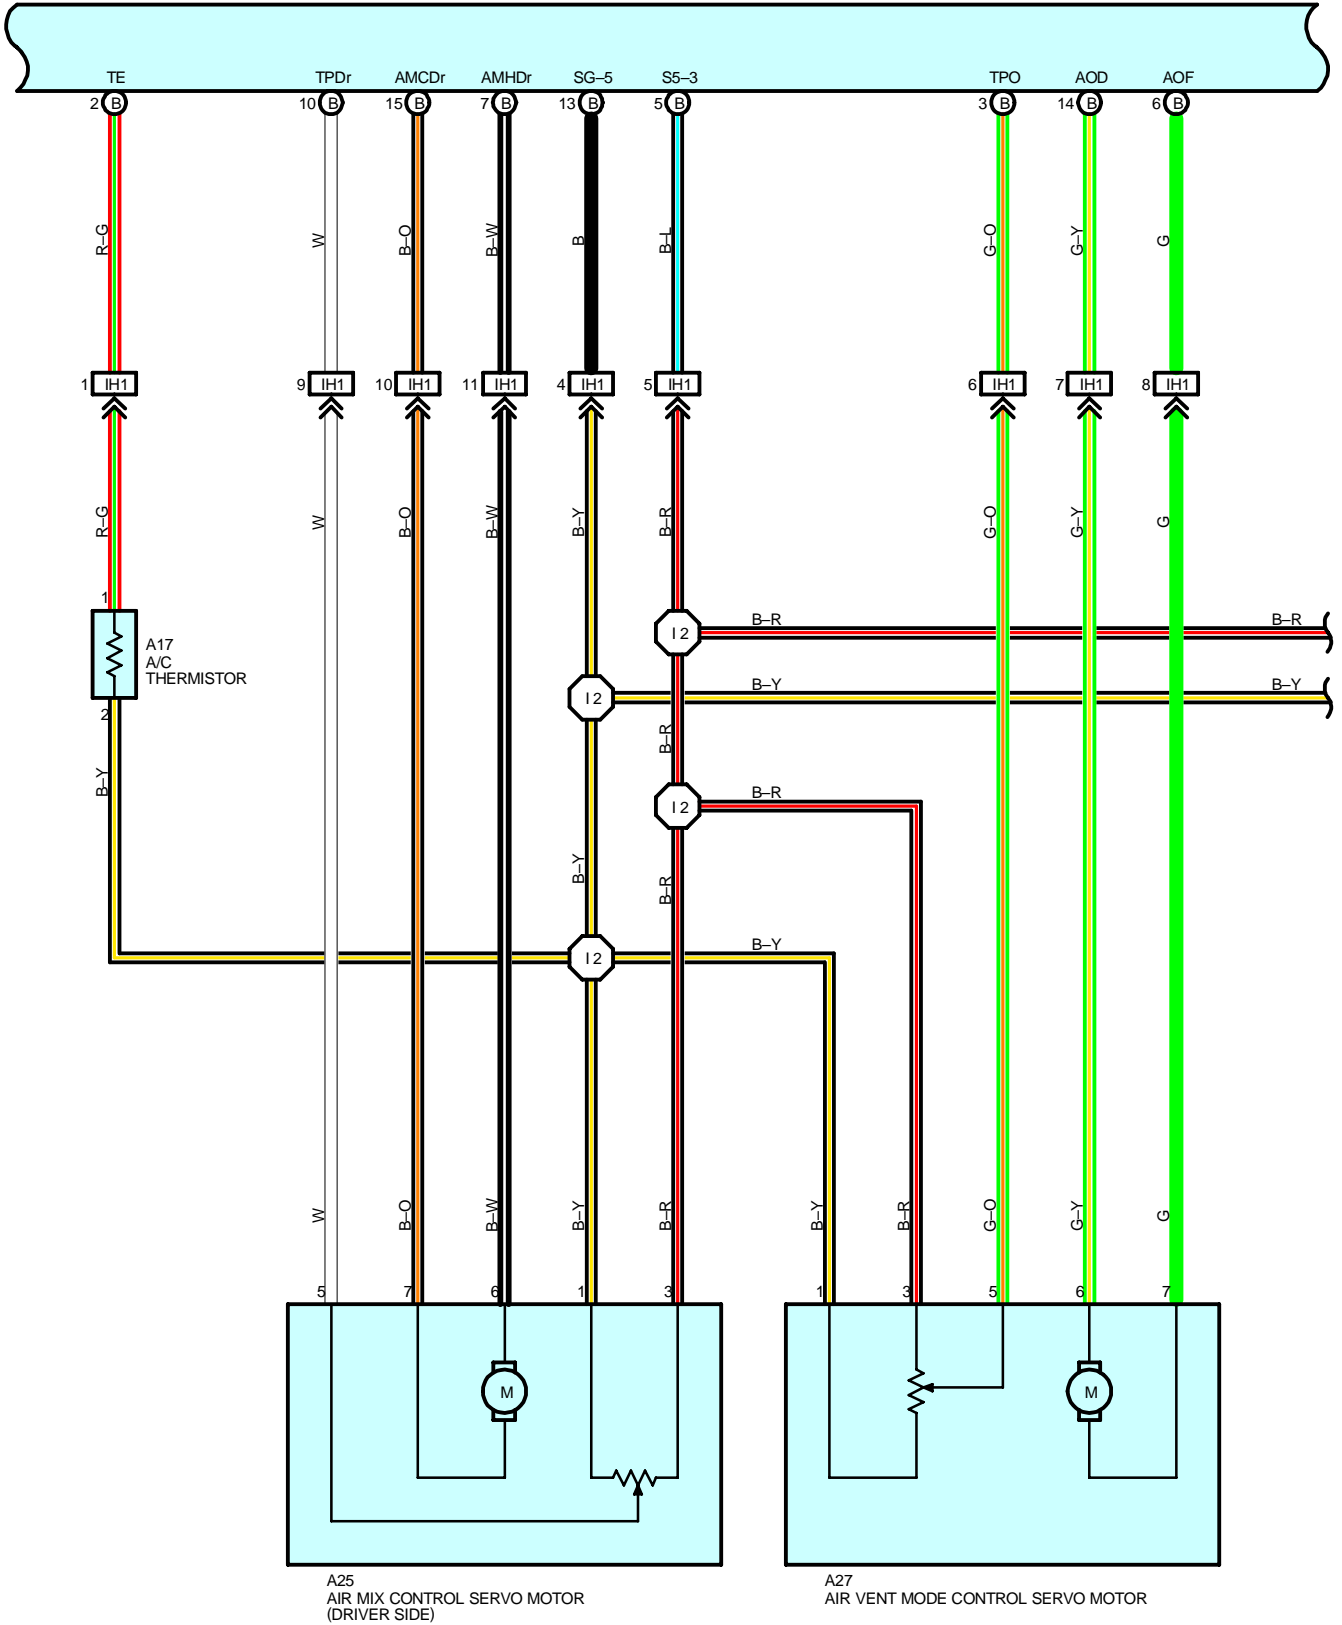 TE TPDr AMCDr AMHDr SG–5 S5–3 TPO AOD AOF
2 B 10 B 15 B 7 B 13 B 5 B 3 B 14 B 6 B
R–G W B–O B–W B B–L G–O G–Y G
1 IH1 9 IH1 10 IH1 11 IH1 4 IH1 5 IH1 6 IH1 7 IH1 8 IH1
R–G W B–O B–W B–Y B–R G–O G–Y G
1
B–R B–R
I 2
A17
A/C
THERMISTOR
B–Y B–Y
I 2
2
B–R
B–Y
B–R
I 2
B–Y
B–R
B–Y
I 2
W B–O B–W B–Y B–R B–Y B–R G–O G–Y G
5 7 6 1 3 1 3 5 6 7
M M
A25
AIR MIX CONTROL SERVO MOTOR
(DRIVER SIDE)
A27
AIR VENT MODE CONTROL SERVO MOTOR